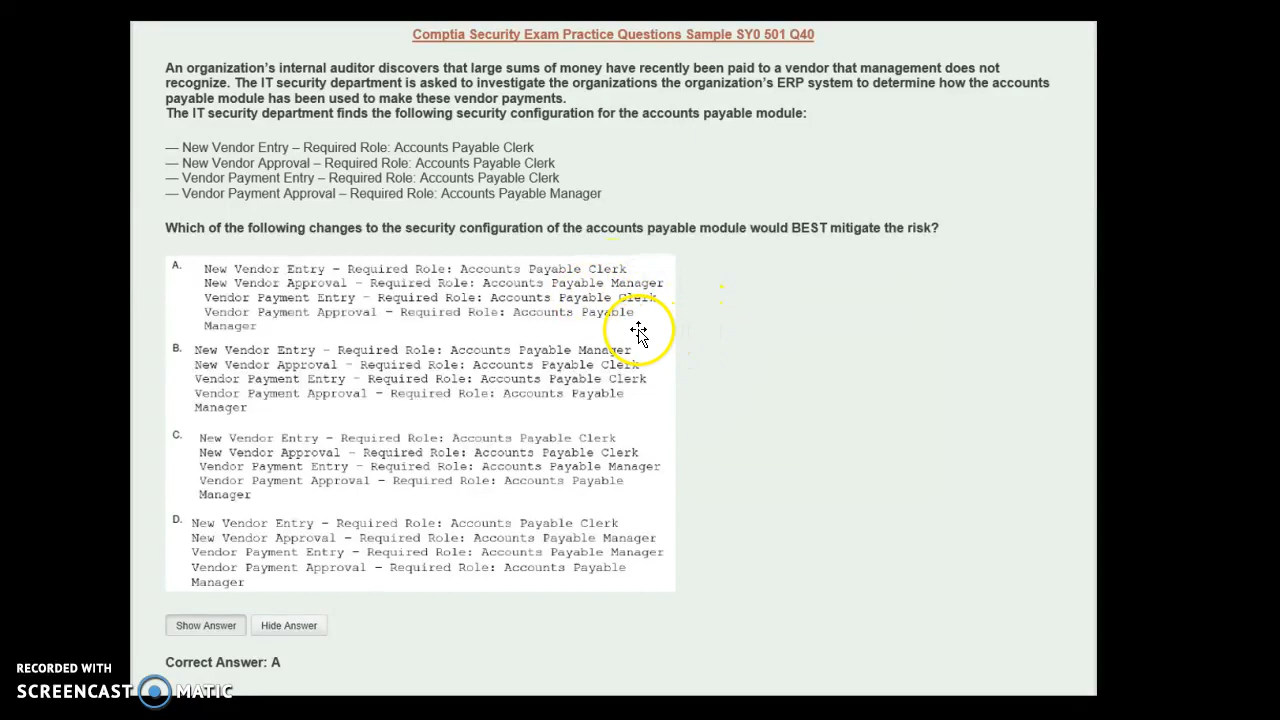 Comptia Security Exam Practice Questions Sample SY0 501 Q40
An organization's internal auditor discovers that large sums of money have recently been paid to a vendor that management does not
recognize. The IT security department is asked to investigate the organizations the organization's ERP system to determine how the accounts
payable module has been used to make these vendor payments.
The IT security department finds the following security configuration for the accounts payable module:
— New Vendor Entry – Required Role: Accounts Payable Clerk
— New Vendor Approval – Required Role: Accounts Payable Clerk
— Vendor Payment Entry – Required Role: Accounts Payable Clerk
— Vendor Payment Approval – Required Role: Accounts Payable Manager
Which of the following changes to the security configuration of the accounts payable module would BEST mitigate the risk?
A. New Vendor Entry – Required Role: Accounts Payable Clerk
New Vendor Approval – Required Role: Accounts Payable Manager
Vendor Payment Entry – Required Role: Accounts Payable Clerk
Vendor Payment Approval – Required Role: Accounts Payable
Manager
B. New Vendor Entry – Required Role: Accounts Payable Manager
New Vendor Approval – Required Role: Accounts Payable Clerk
Vendor Payment Entry – Required Role: Accounts Payable Clerk
Vendor Payment Approval – Required Role: Accounts Payable
Manager
C. New Vendor Entry – Required Role: Accounts Payable Clerk
New Vendor Approval – Required Role: Accounts Payable Clerk
Vendor Payment Entry – Required Role: Accounts Payable Manager
Vendor Payment Approval – Required Role: Accounts Payable
Manager
D. New Vendor Entry – Required Role: Accounts Payable Clerk
New Vendor Approval – Required Role: Accounts Payable Manager
Vendor Payment Entry – Required Role: Accounts Payable Manager
Vendor Payment Approval – Required Role: Accounts Payable
Manager
Show Answer Hide Answer
Correct Answer: A
RECORDED WITH
SCREENCAST MATIC